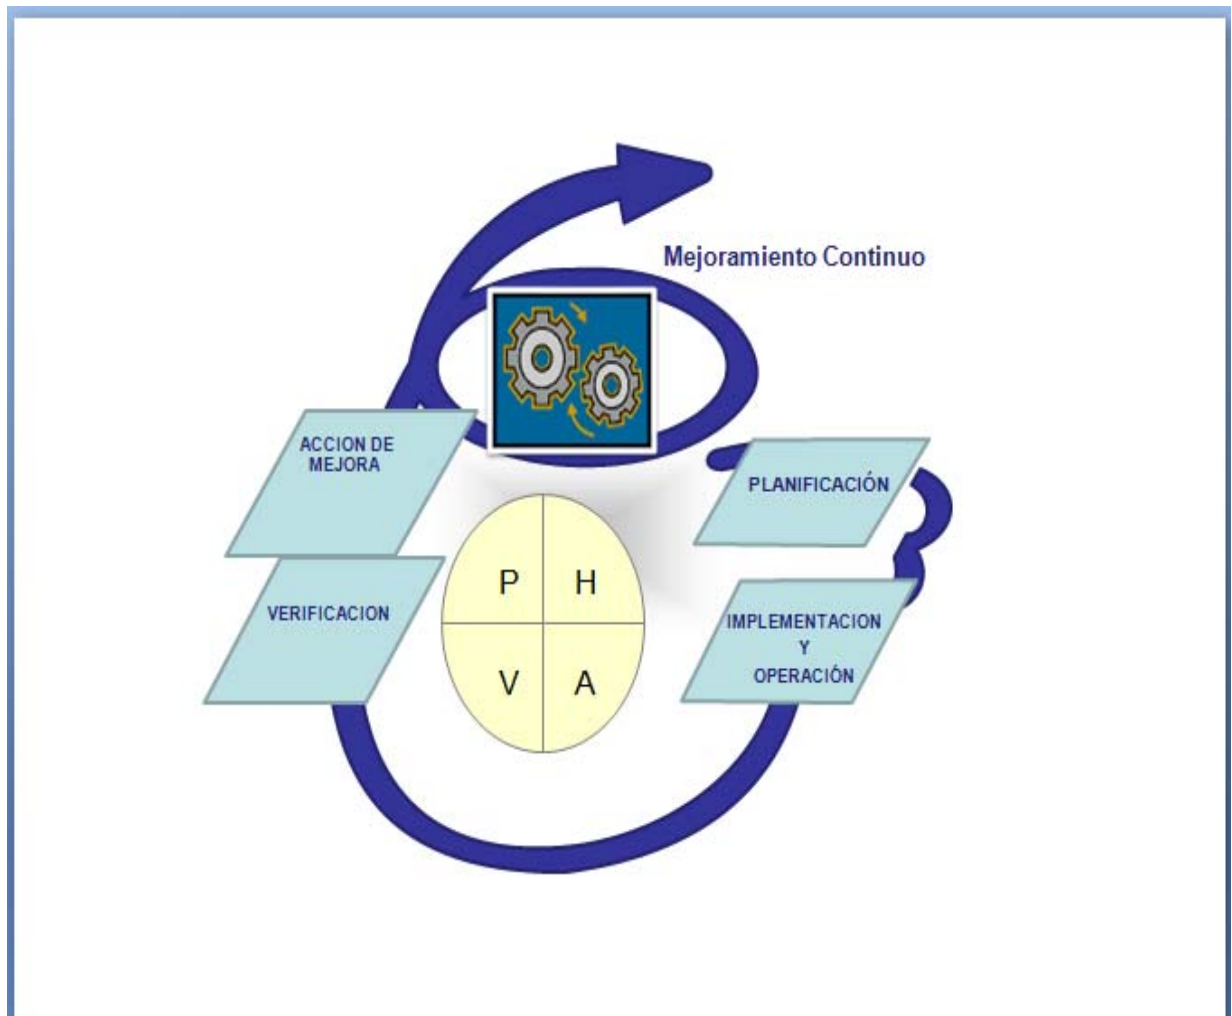 Mejoramiento Continuo
ACCION DE
MEJORA
PLANIFICACIÓN
VERIFICACION
IMPLEMENTACION
Y
OPERACIÓN
P H
V A